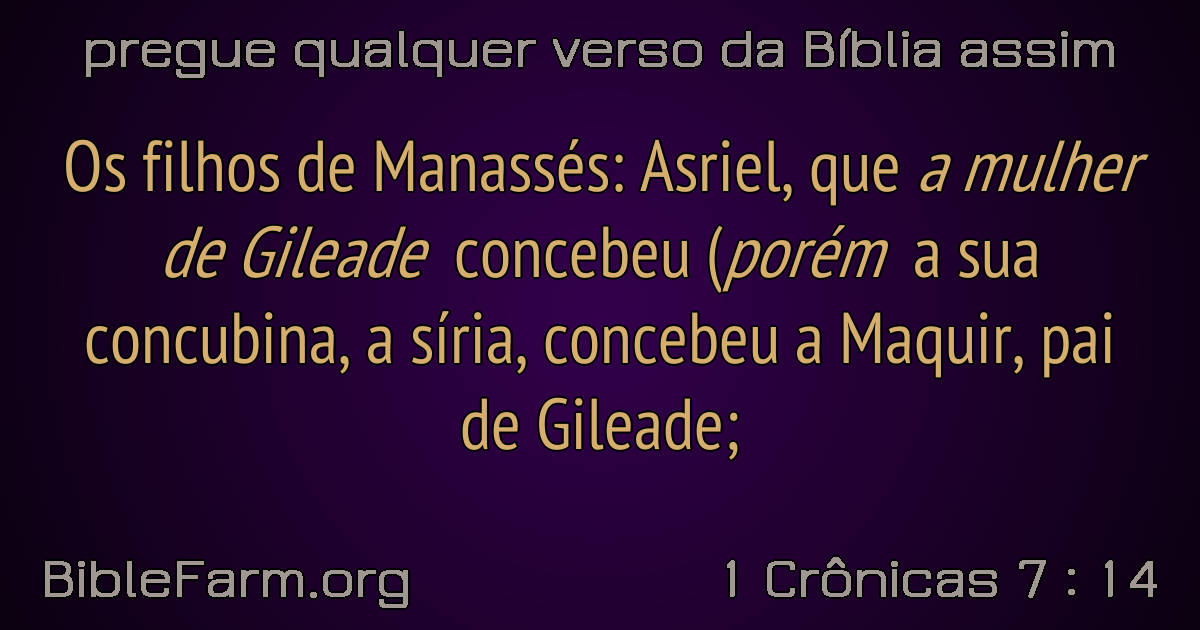 pregue qualquer verso da Bíblia assim
Os filhos de Manassés: Asriel, que a mulher
de Gileade concebeu (porém a sua
concubina, a síria, concebeu a Maquir, pai
de Gileade;
BibleFarm.org
1 Crônicas 7 : 14